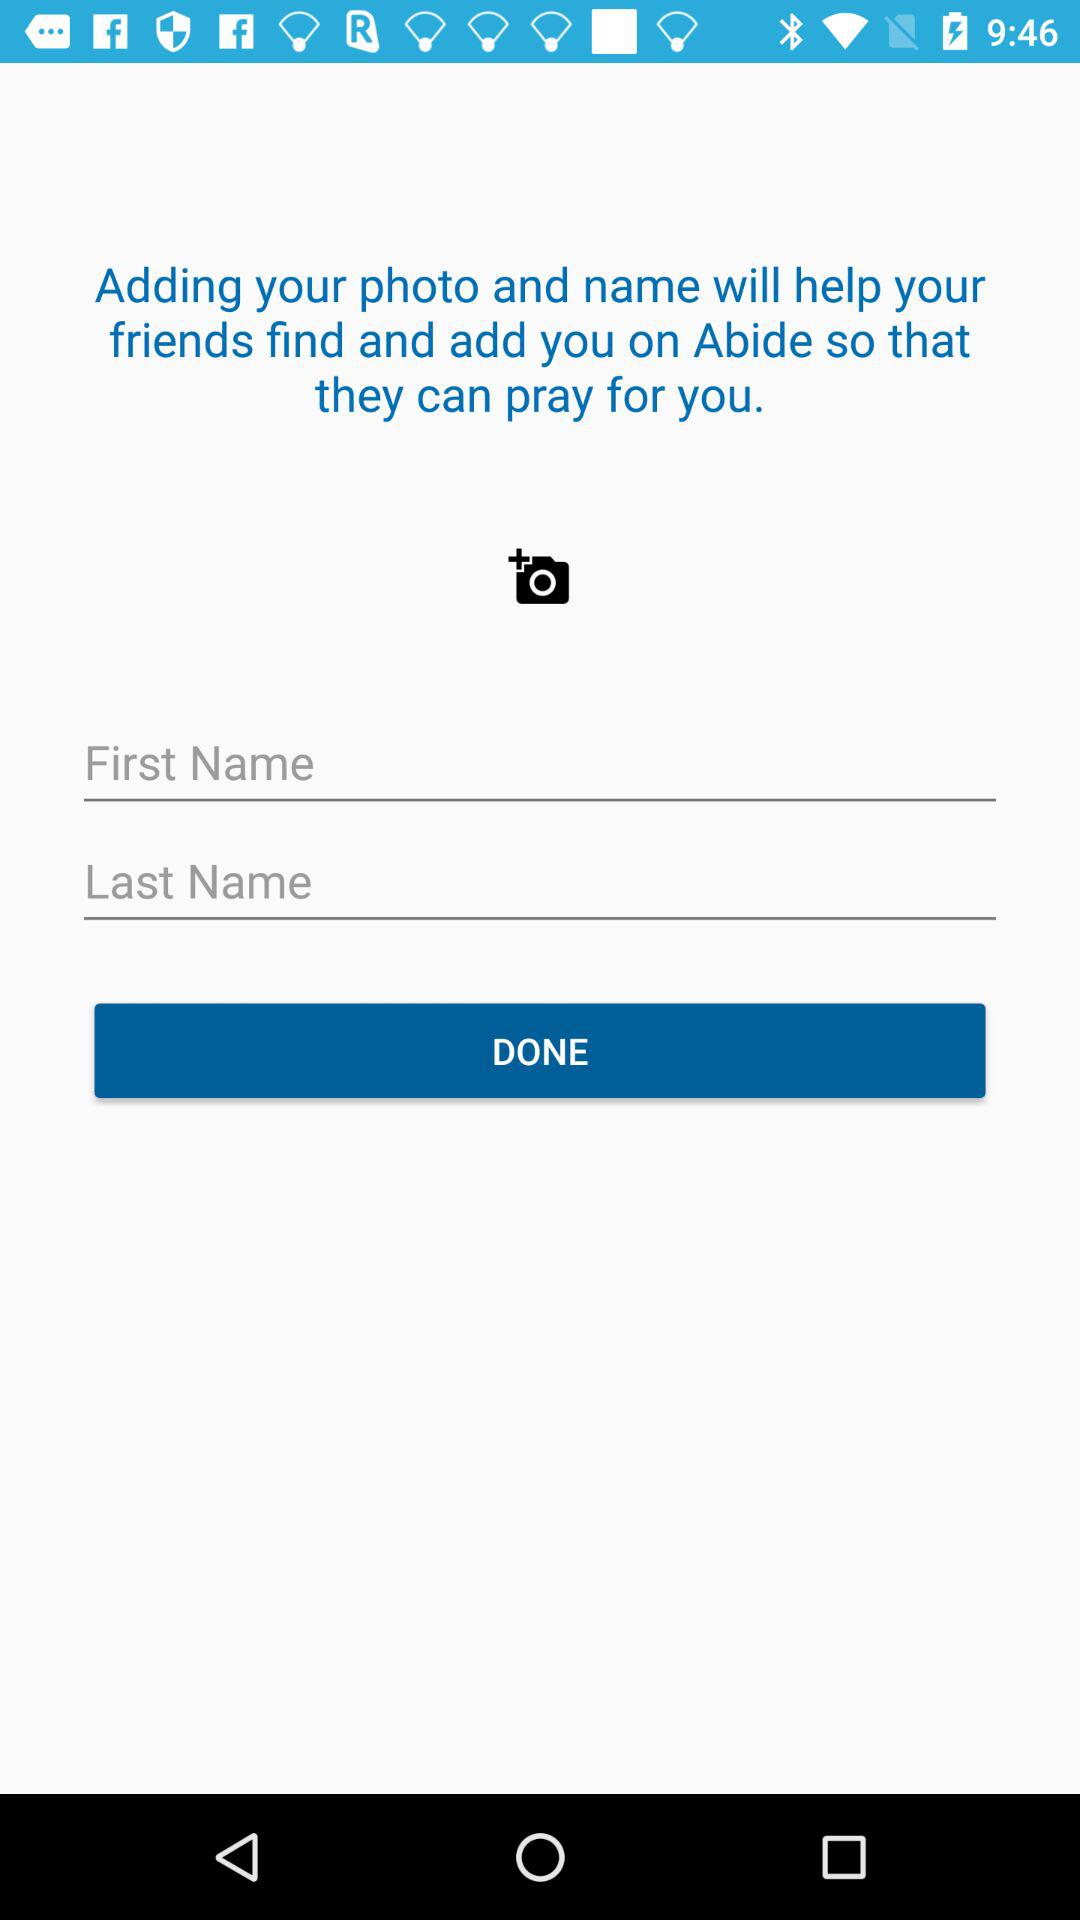 9:46
Adding your photo and name will help your
friends find and add you on Abide so that
they can pray for you.
First Name
Last Name
DONE